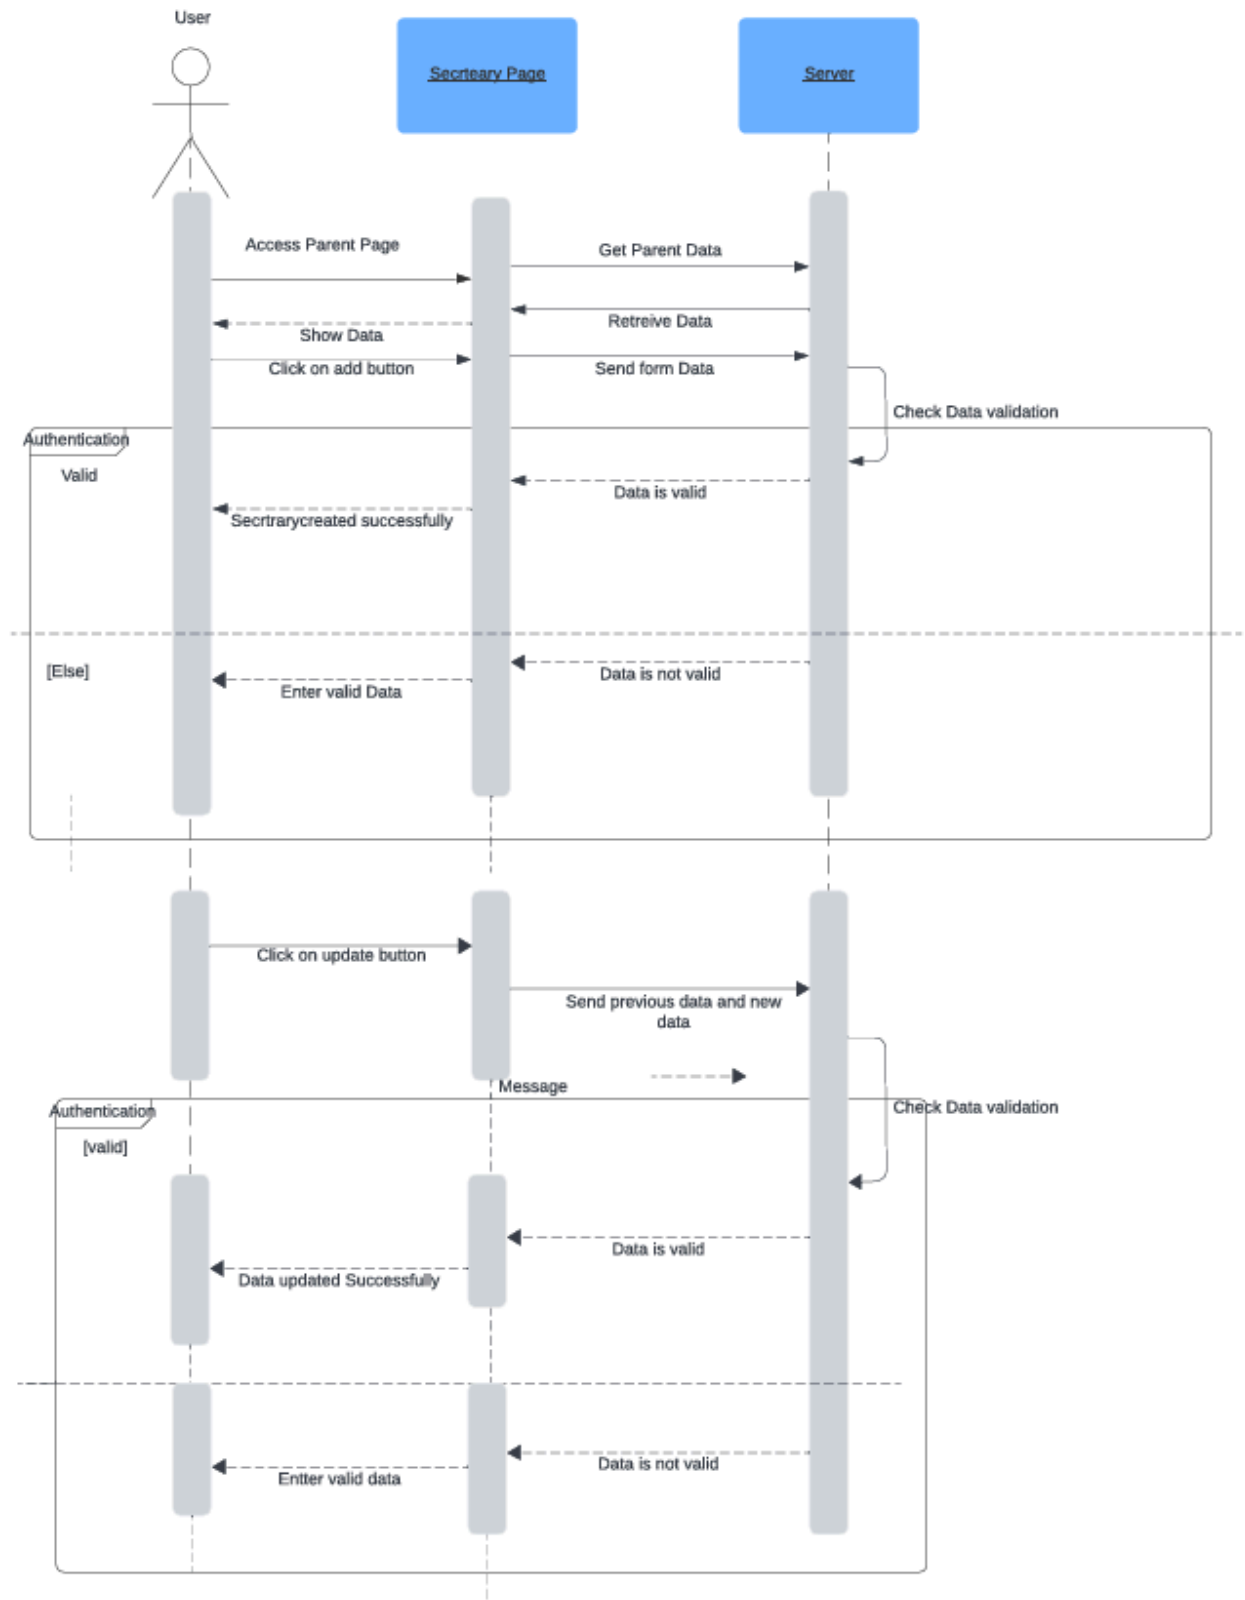 User
Secrteary Page
Server
Access Parent Page
Get Parent Data
Retreive Data
Show Data
Click on add button
Send form Data
Check Data validation
Authentication
Valid
Data is valid
Secrtrarycreated successfully
[Else]
Data is not valid
Enter valid Data
Click on update button
Send previous data and new
data
Message
Authentication
Check Data validation
[valid]
Data is valid
Data updated Successfully
Data is not valid
Entter valid data